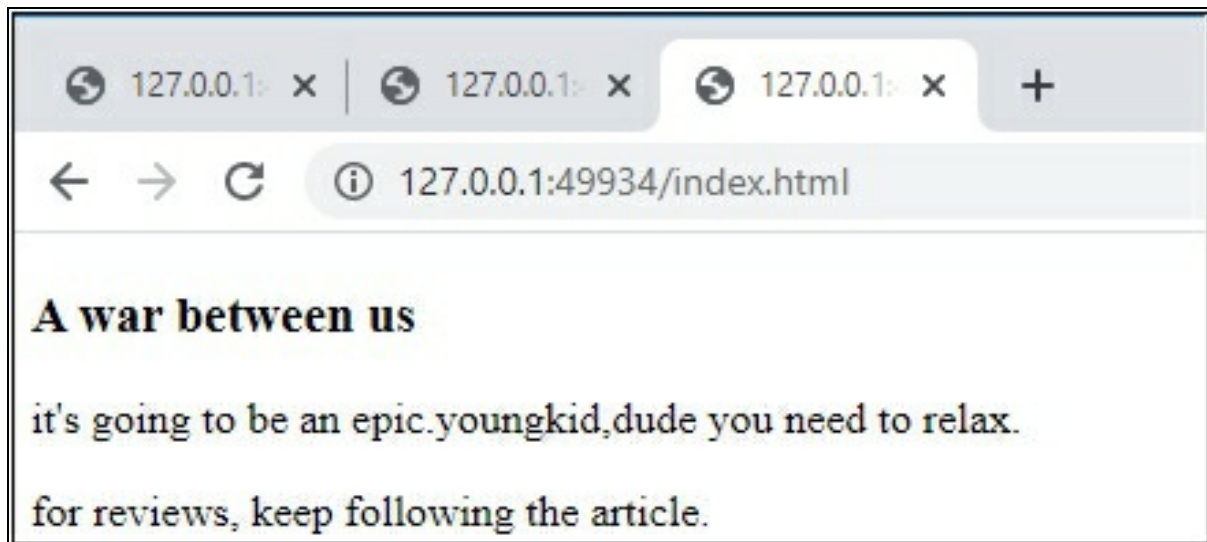 127.0.0.1: 127.0.0.1: 127.0.0.1:
127.0.0.1:49934/index.html
A war between us
it's going to be an epic.youngkid,dude you need to relax.
for reviews, keep following the article.